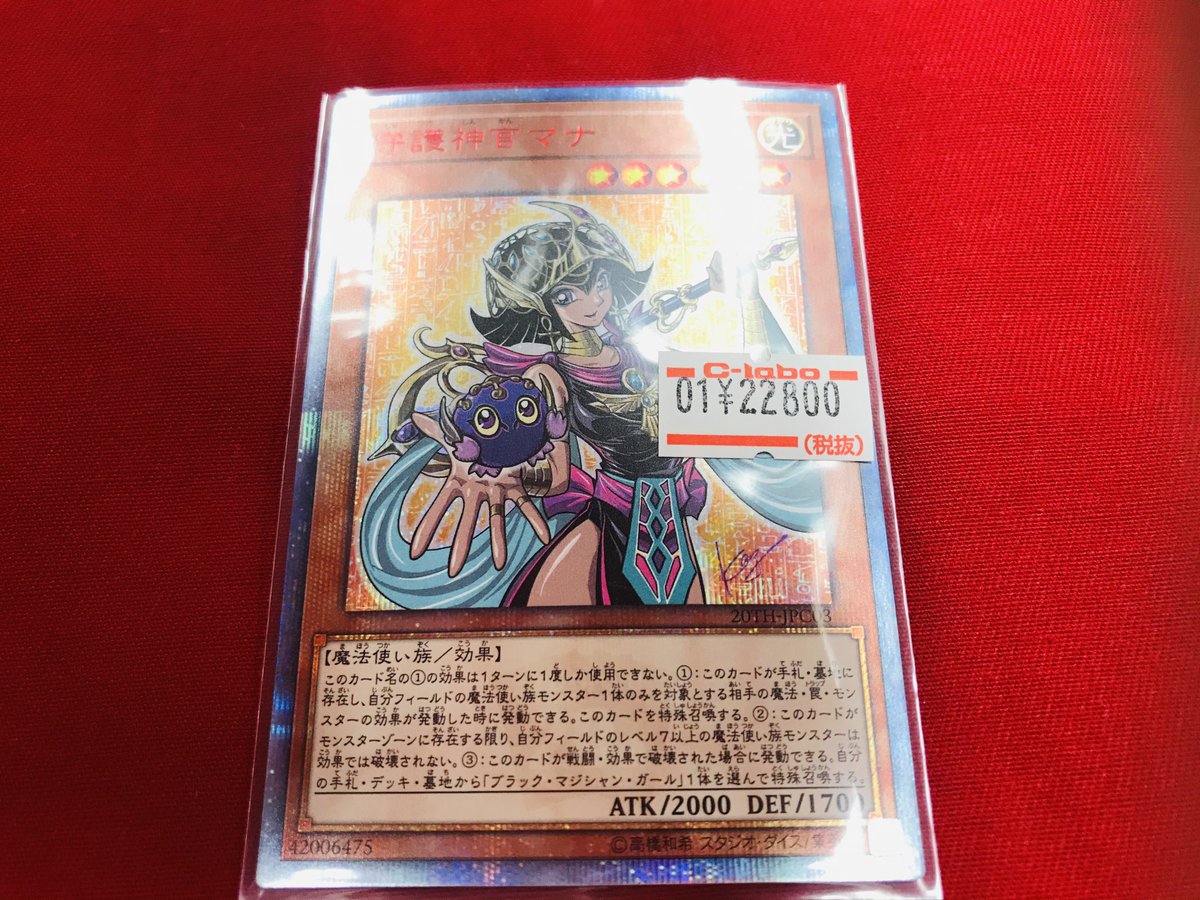 守護神官マナ
しん かん
光
C-labo
01¥22800
(税抜)
Kaz
20TH-JPC03
【魔法使い族/効果】
このカード名の①の効果は1ターンに1度しか使用できない。①:このカードが手札・墓地に
存在し、自分フィールドの魔法使い族モンスター1体のみを対象とする相手の魔法・罠・モン
スターの効果が発動した時に発動できる。このカードを特殊召喚する。②:このカードが
モンスターゾーンに存在する限り、自分フィールドのレベル7以上の魔法使い族モンスターは
効果では破壊されない。③:このカードが戦闘・効果で破壊された場合に発動できる。自分
の手札・デッキ・墓地から「ブラック・マジシャン・ガール」1体を選んで特殊召喚する。
ATK/2000 DEF/1700
42006475
©高橋和希 スタジオ・ダイス/集